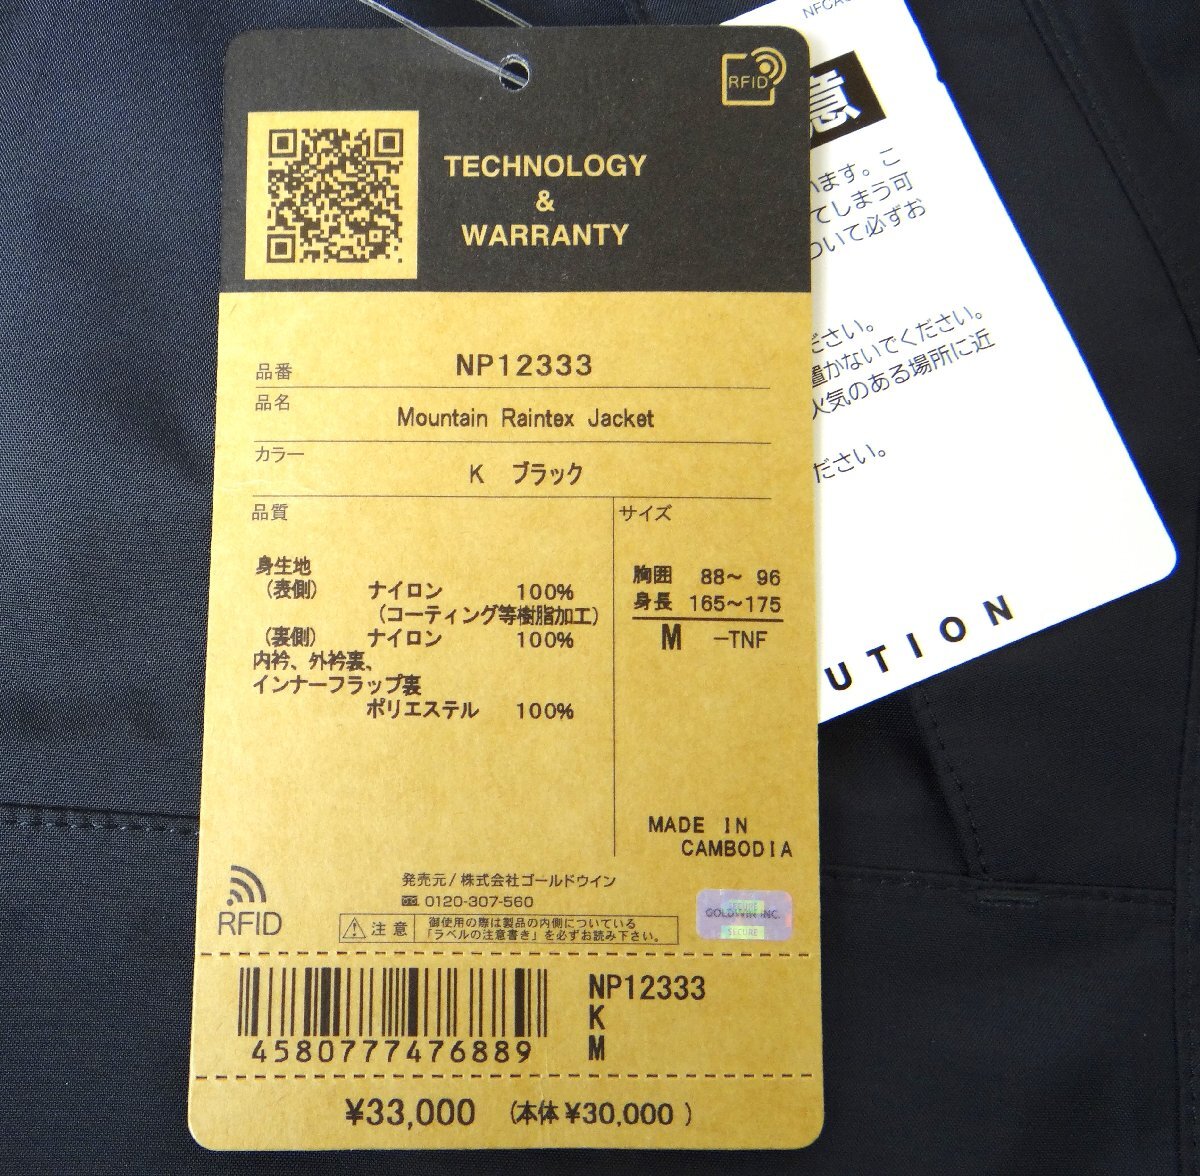 RFID
TECHNOLOGY
&
WARRANTY
品番 NP12333
品名
Mountain Raintex Jacket
カラー
K ブラック
品質
身生地
(表側) ナイロン 100%
(コーティング等樹脂加工)
(裏側) ナイロン 100%
内衿、外衿裏、
インナーフラップ裏
ポリエステル 100%
サイズ
胸囲 88～ 96
身長 165～175
M -TNF
MADE IN
CAMBODIA
RFID
発売元/株式会社ゴールドウイン
0120-307-560
注意
御使用の際は製品の内側についている
「ラベルの注意書き」を必ずお読み下さい。
SECURE
GOLDWIN INC.
SECURE
4580777476889
NP12333
K
M
¥33,000 (本体¥30,000 )
意
います。こ
てしまう可
ついて必ずお
ださい。
置かないでください。
火気のある場所に近
ださい。
UTION